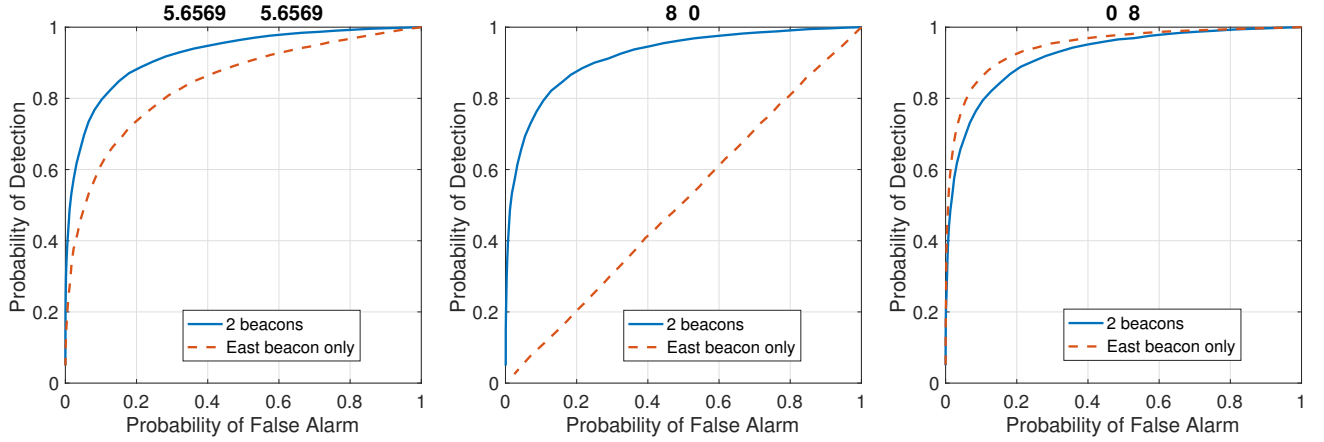 5.6569 5.6569
1
0.8
0.6
0.4
0.2
0
Probability of Detection
2 beacons
East beacon only
0 0.2 0.4 0.6 0.8 1
Probability of False Alarm
8 0
1
0.8
0.6
0.4
0.2
0
Probability of Detection
2 beacons
East beacon only
0 0.2 0.4 0.6 0.8 1
Probability of False Alarm
0 8
1
0.8
0.6
0.4
0.2
0
Probability of Detection
2 beacons
East beacon only
0 0.2 0.4 0.6 0.8 1
Probability of False Alarm